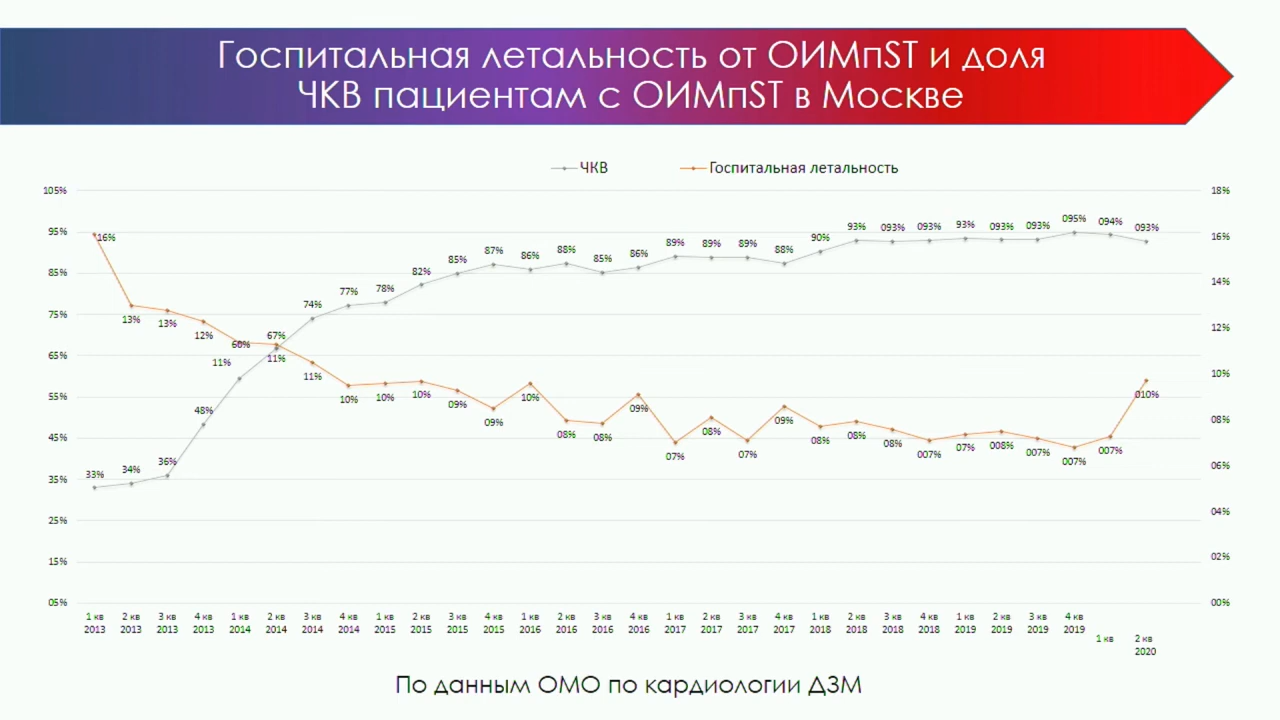 Госпитальная летальность от ОИМпST и доля
ЧКВ пациентам с ОИМпST в Москве
ЧКВ Госпитальная летальность
105% 18%
95% 16%
85% 14%
75% 12%
65% 10%
55% 08%
45% 06%
35% 04%
25% 02%
15% 00%
05%
33% 34% 36% 48% 60% 67% 74% 77% 78% 82% 85% 87% 86% 88% 85% 86% 89% 89% 89% 88% 90% 93% 093% 093% 93% 093% 093% 095% 094% 093%
16% 13% 13% 12% 11% 11% 11% 10% 10% 10% 09% 09% 10% 08% 08% 09% 07% 08% 07% 09% 08% 08% 08% 007% 07% 008% 007% 007% 007% 010%
1 кв 2 кв 3 кв 4 кв 1 кв 2 кв 3 кв 4 кв 1 кв 2 кв 3 кв 4 кв 1 кв 2 кв 3 кв 4 кв 1 кв 2 кв 3 кв 4 кв 1 кв 2 кв 3 кв 4 кв 1 кв 2 кв 3 кв 4 кв
2013 2013 2013 2013 2014 2014 2014 2014 2015 2015 2015 2015 2016 2016 2016 2016 2017 2017 2017 2017 2018 2018 2018 2018 2019 2019 2019 2019
1 кв 2 кв
2020
По данным ОМО по кардиологии ДЗМ